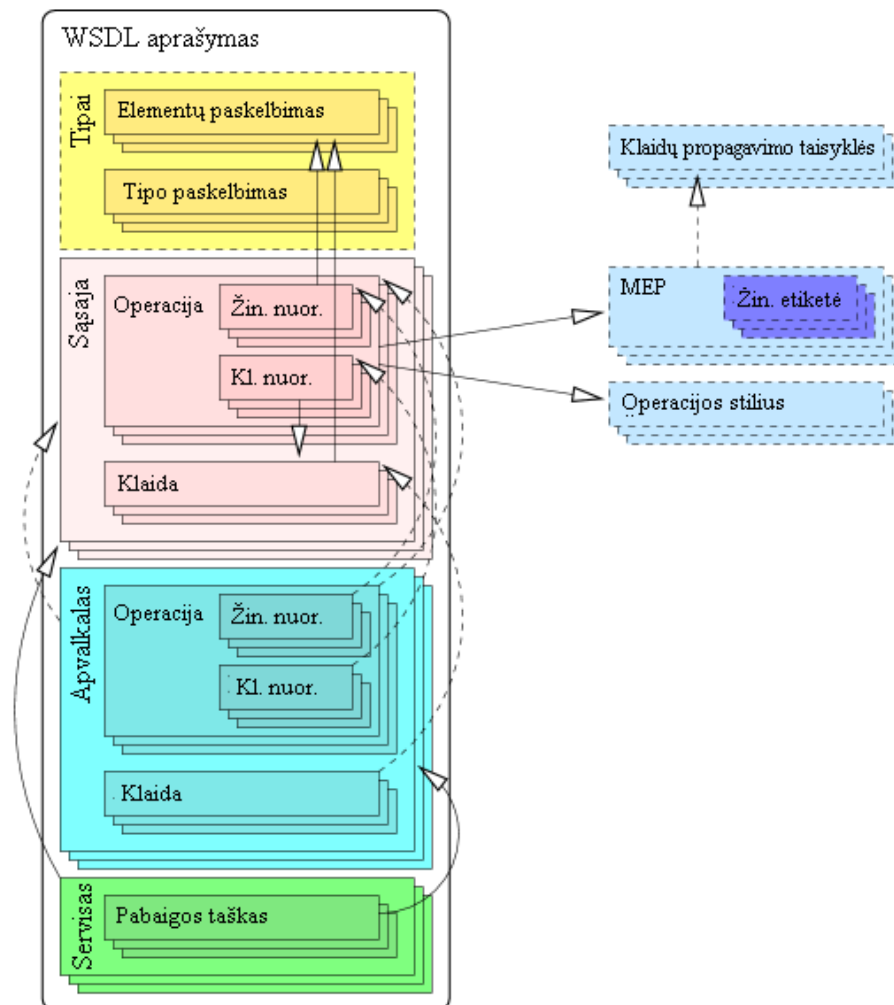 WSDL aprašymas
Tipai
Elementų paskelbimas
Tipo paskelbimas
Sąsaja
Operacija
Žin. nuor.
Kl. nuor.
Klaida
Apvalkalas
Operacija
Žin. nuor.
Kl. nuor.
Klaida
Servisas
Pabaigos taškas
Klaidų propagavimo taisyklės
MEP
Žin. etiketė
Operacijos stilius